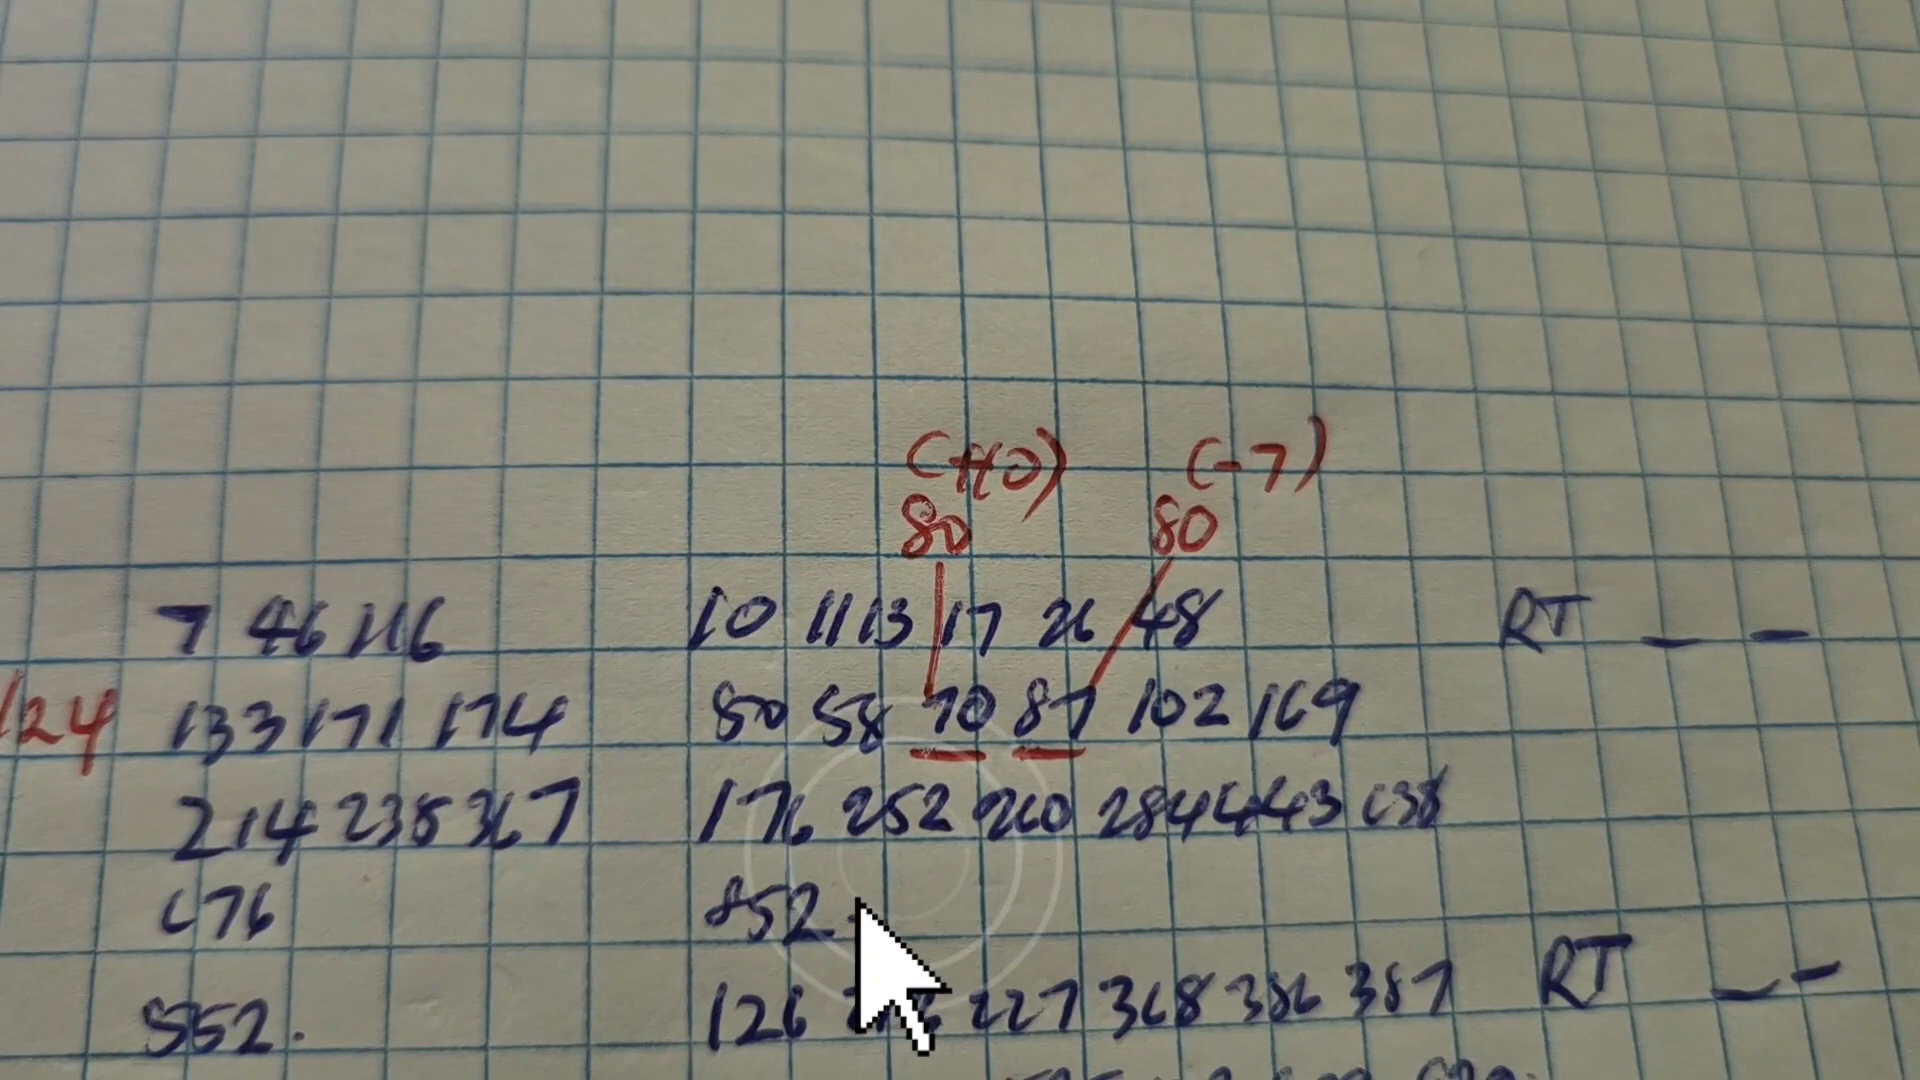 (+10) (-7)
80 80
7 46 116 10 11 13 17 26 48 RT _ _
124 133 171 174 50 58 70 87 102 169
214 235 367 176 252 260 284 443 638
676 852.
552. 126 227 368 386 387 RT _ _